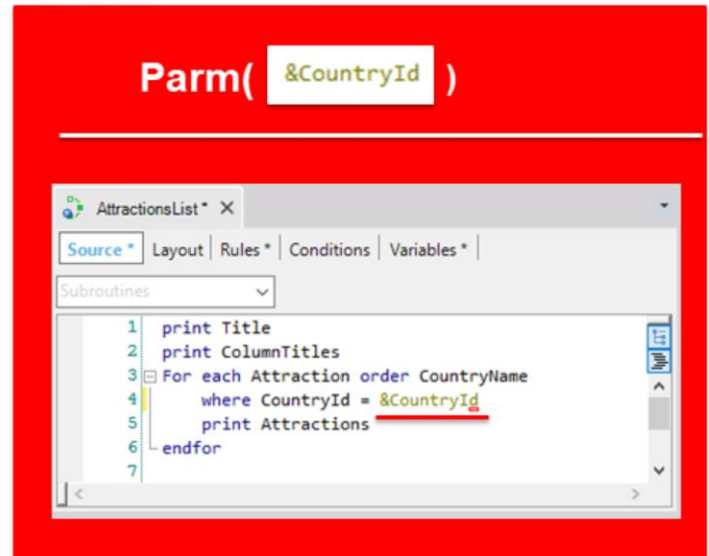 Parm( &CountryId )
AttractionsList * X
Source * Layout Rules * Conditions Variables *
Subroutines
1 print Title
2 print ColumnTitles
3 For each Attraction order CountryName
4 where CountryId = &CountryId
5 print Attractions
6 endfor
7